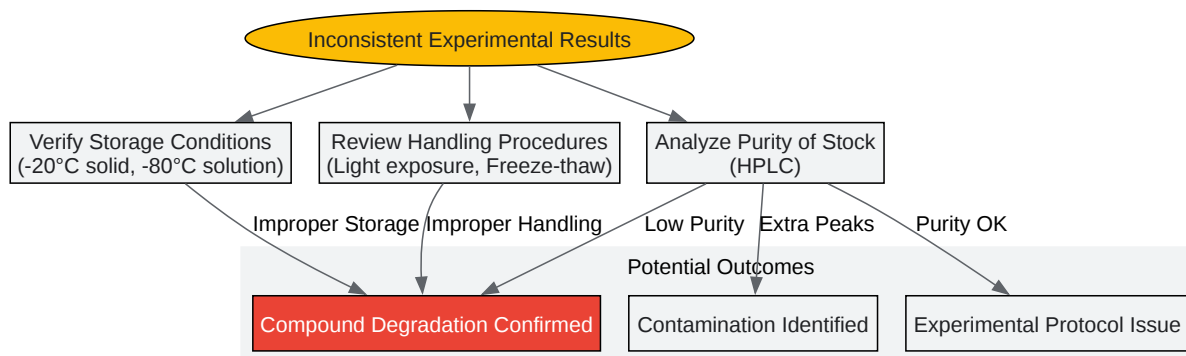 Inconsistent Experimental Results
Verify Storage Conditions
(-20°C solid, -80°C solution)
Review Handling Procedures
(Light exposure, Freeze-thaw)
Analyze Purity of Stock
(HPLC)
Improper Storage
Improper Handling
Low Purity
Extra Peaks
Purity OK
Potential Outcomes
Compound Degradation Confirmed
Contamination Identified
Experimental Protocol Issue